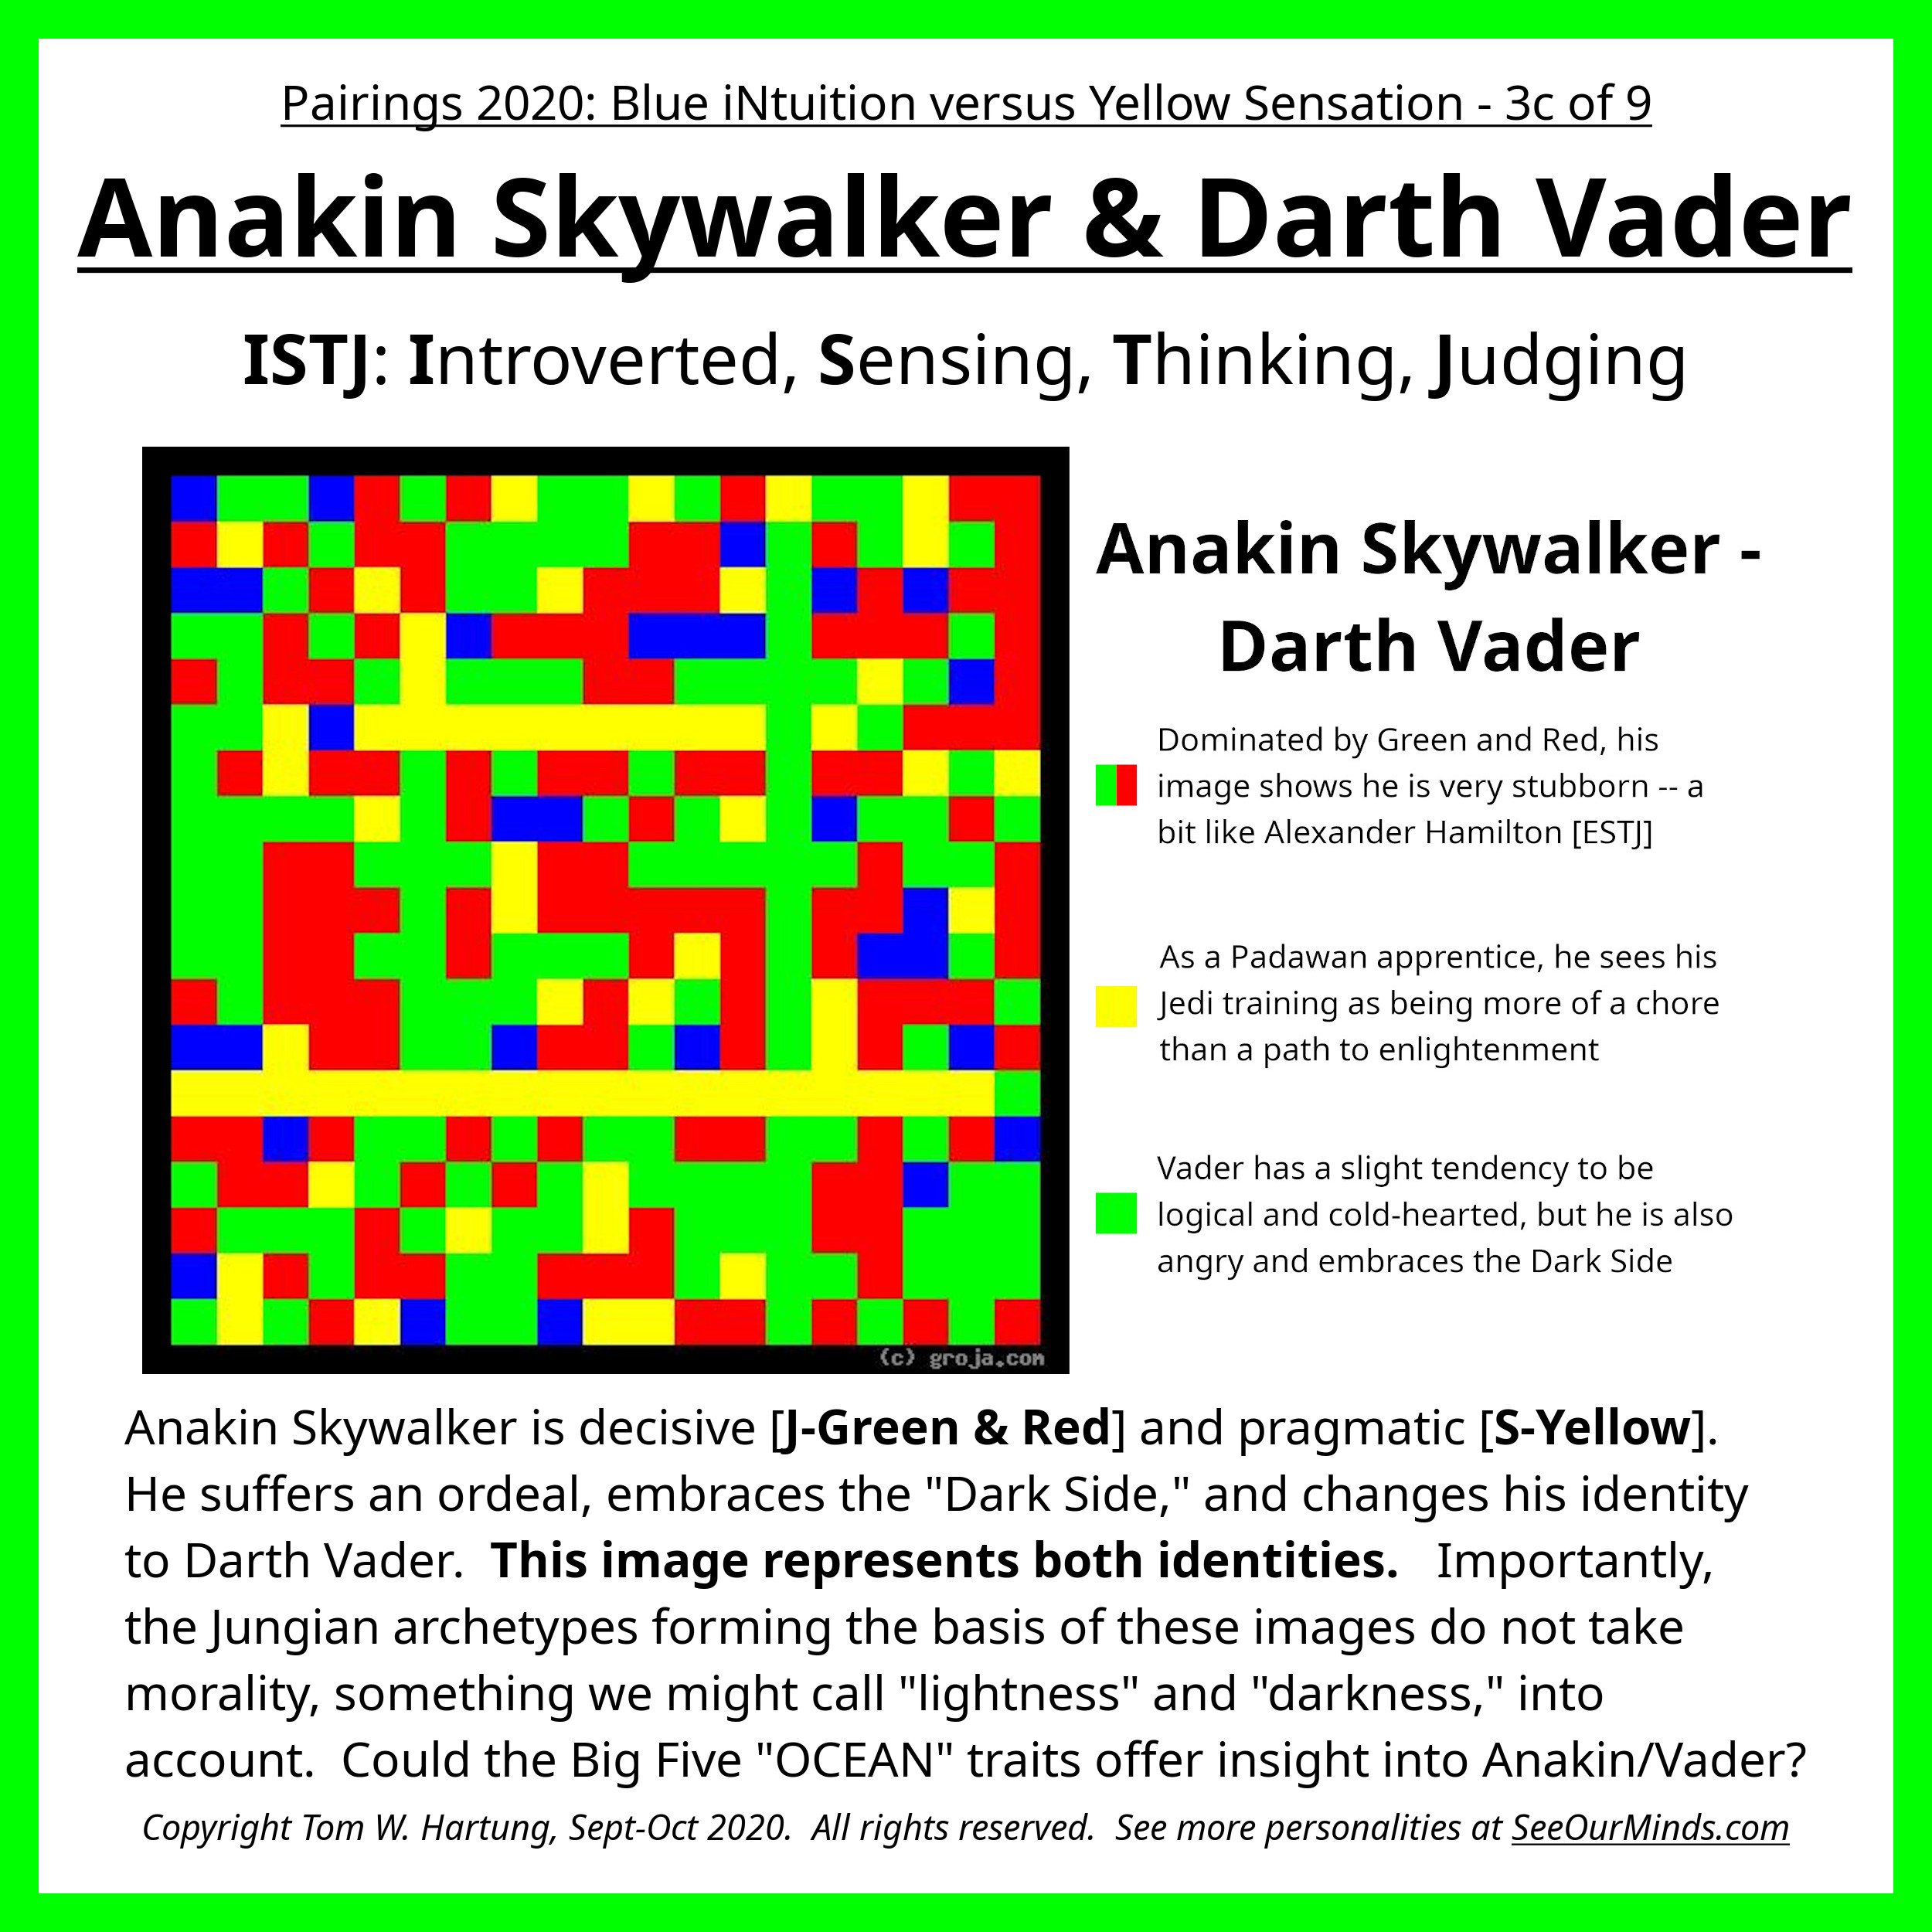 Pairings 2020: Blue iNtuition versus Yellow Sensation - 3c of 9
Anakin Skywalker & Darth Vader
ISTJ: Introverted, Sensing, Thinking, Judging
Anakin Skywalker -
Darth Vader
Dominated by Green and Red, his
image shows he is very stubborn -- a
bit like Alexander Hamilton [ESTJ]
As a Padawan apprentice, he sees his
Jedi training as being more of a chore
than a path to enlightenment
Vader has a slight tendency to be
logical and cold-hearted, but he is also
angry and embraces the Dark Side
(c) groja.com
Anakin Skywalker is decisive [J-Green & Red] and pragmatic [S-Yellow].
He suffers an ordeal, embraces the "Dark Side," and changes his identity
to Darth Vader.  This image represents both identities.   Importantly,
the Jungian archetypes forming the basis of these images do not take
morality, something we might call "lightness" and "darkness," into
account.  Could the Big Five "OCEAN" traits offer insight into Anakin/Vader?
Copyright Tom W. Hartung, Sept-Oct 2020.  All rights reserved.  See more personalities at SeeOurMinds.com